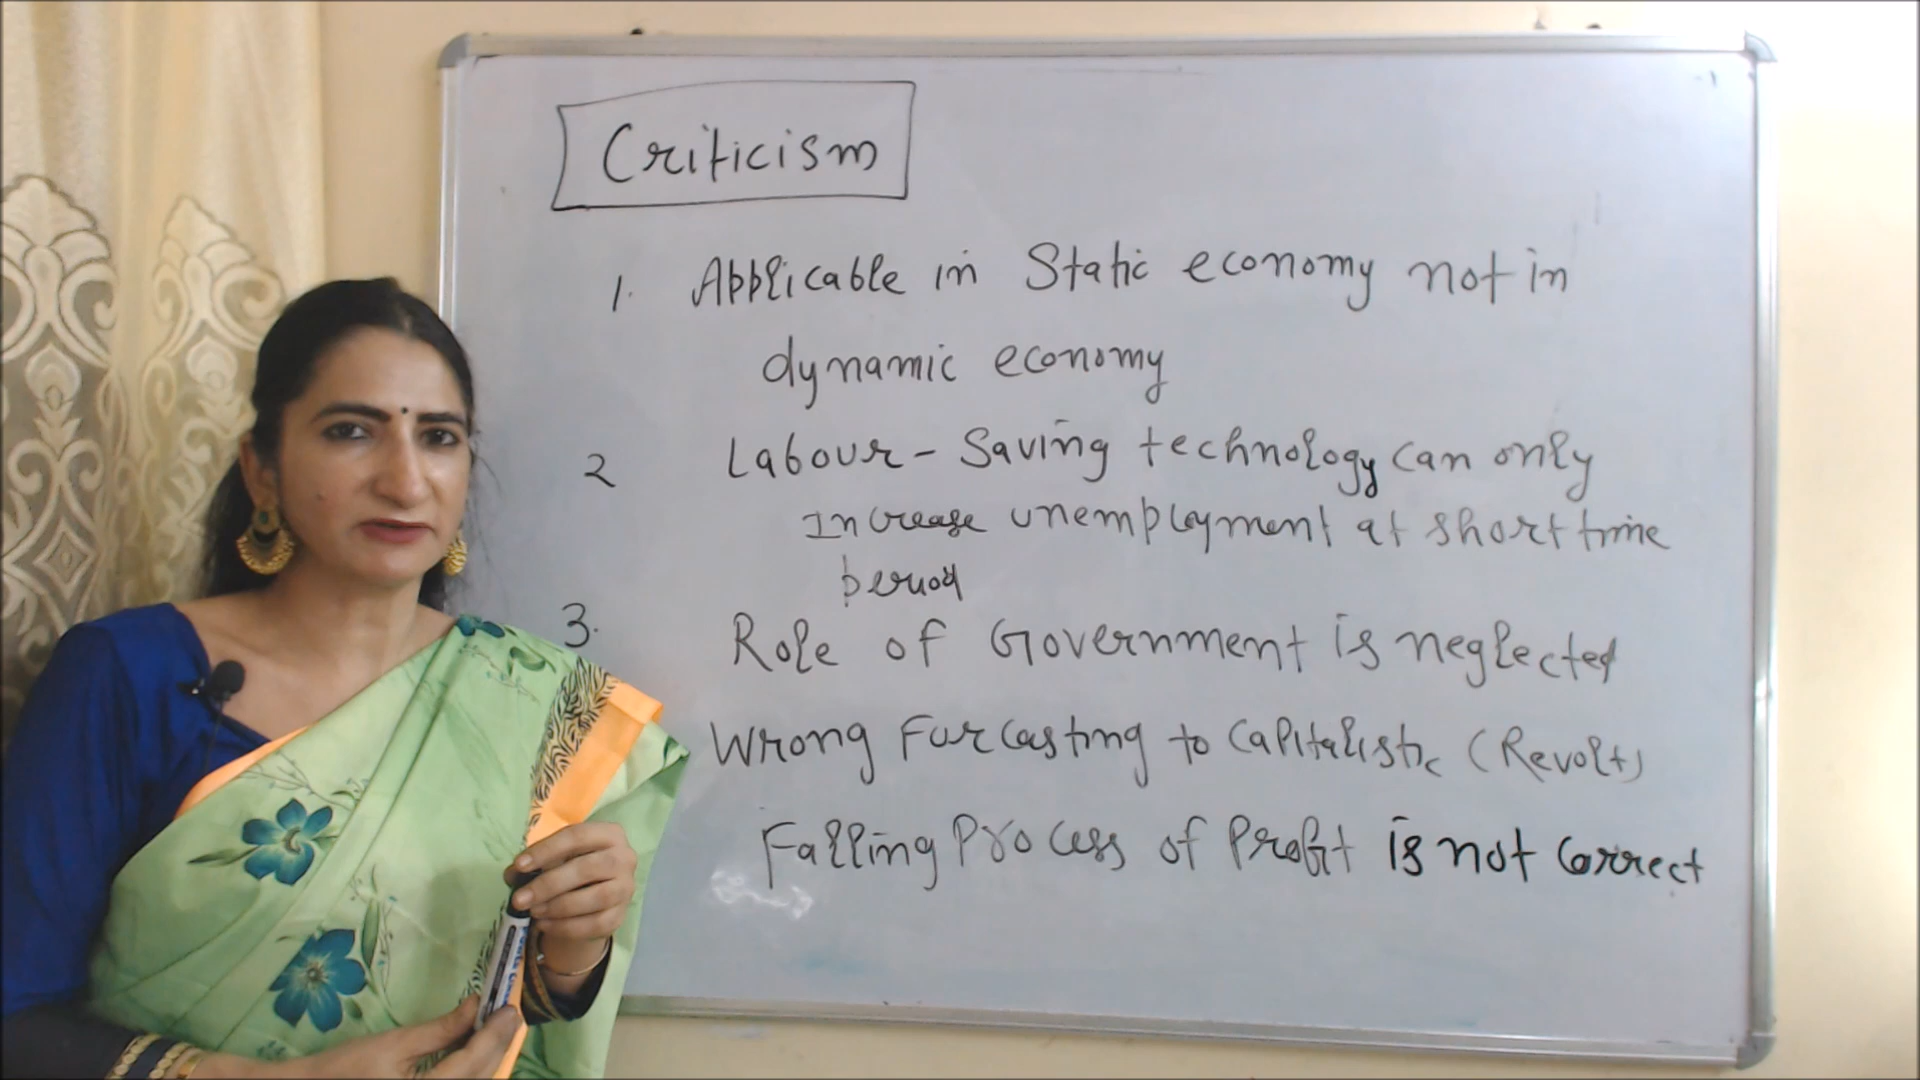 Criticism
1. Applicable in Static economy not in
dynamic economy
2 Labour-Saving technology can only
Increase unemployment at short time
period
3. Role of Government is neglected
Wrong Forcasting to Capitalistic (Revolt)
Falling Process of Profit is not Correct